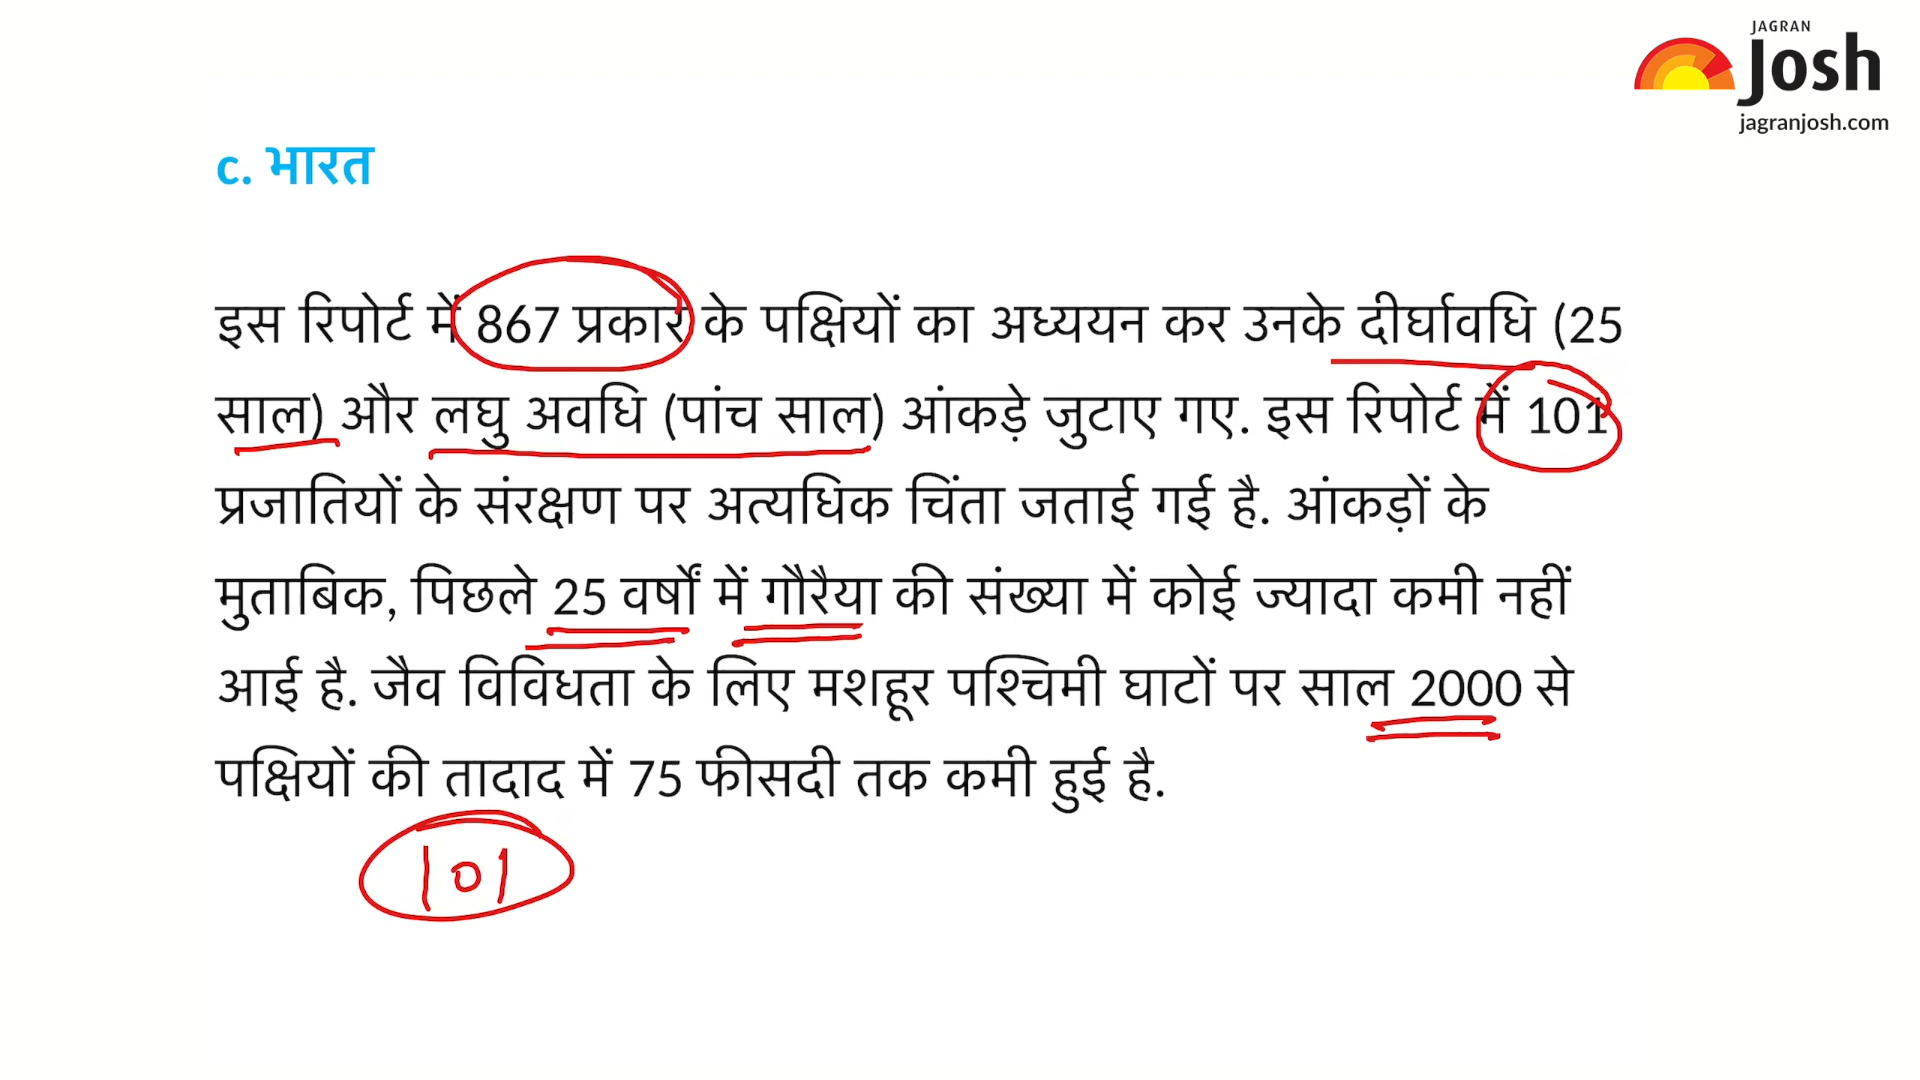 JAGRAN
Josh
jagranjosh.com
c. भारत
इस रिपोर्ट में 867 प्रकार के पक्षियों का अध्ययन कर उनके दीर्घावधि (25
साल) और लघु अवधि (पांच साल) आंकड़े जुटाए गए. इस रिपोर्ट में 101
प्रजातियों के संरक्षण पर अत्यधिक चिंता जताई गई है. आंकड़ों के
मुताबिक, पिछले 25 वर्षों में गौरैया की संख्या में कोई ज्यादा कमी नहीं
आई है. जैव विविधता के लिए मशहूर पश्चिमी घाटों पर साल 2000 से
पक्षियों की तादाद में 75 फीसदी तक कमी हुई है.
101